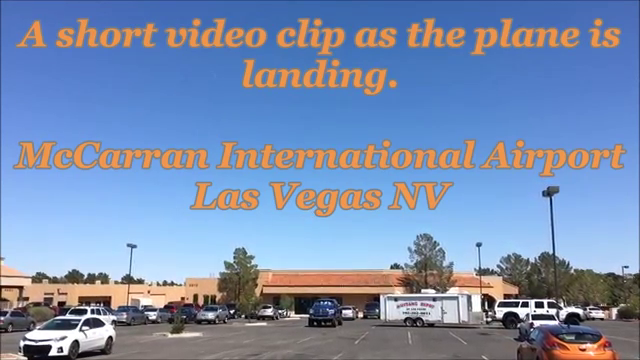 A short video clip as the plane is
landing.
McCarran International Airport
Las Vegas NV